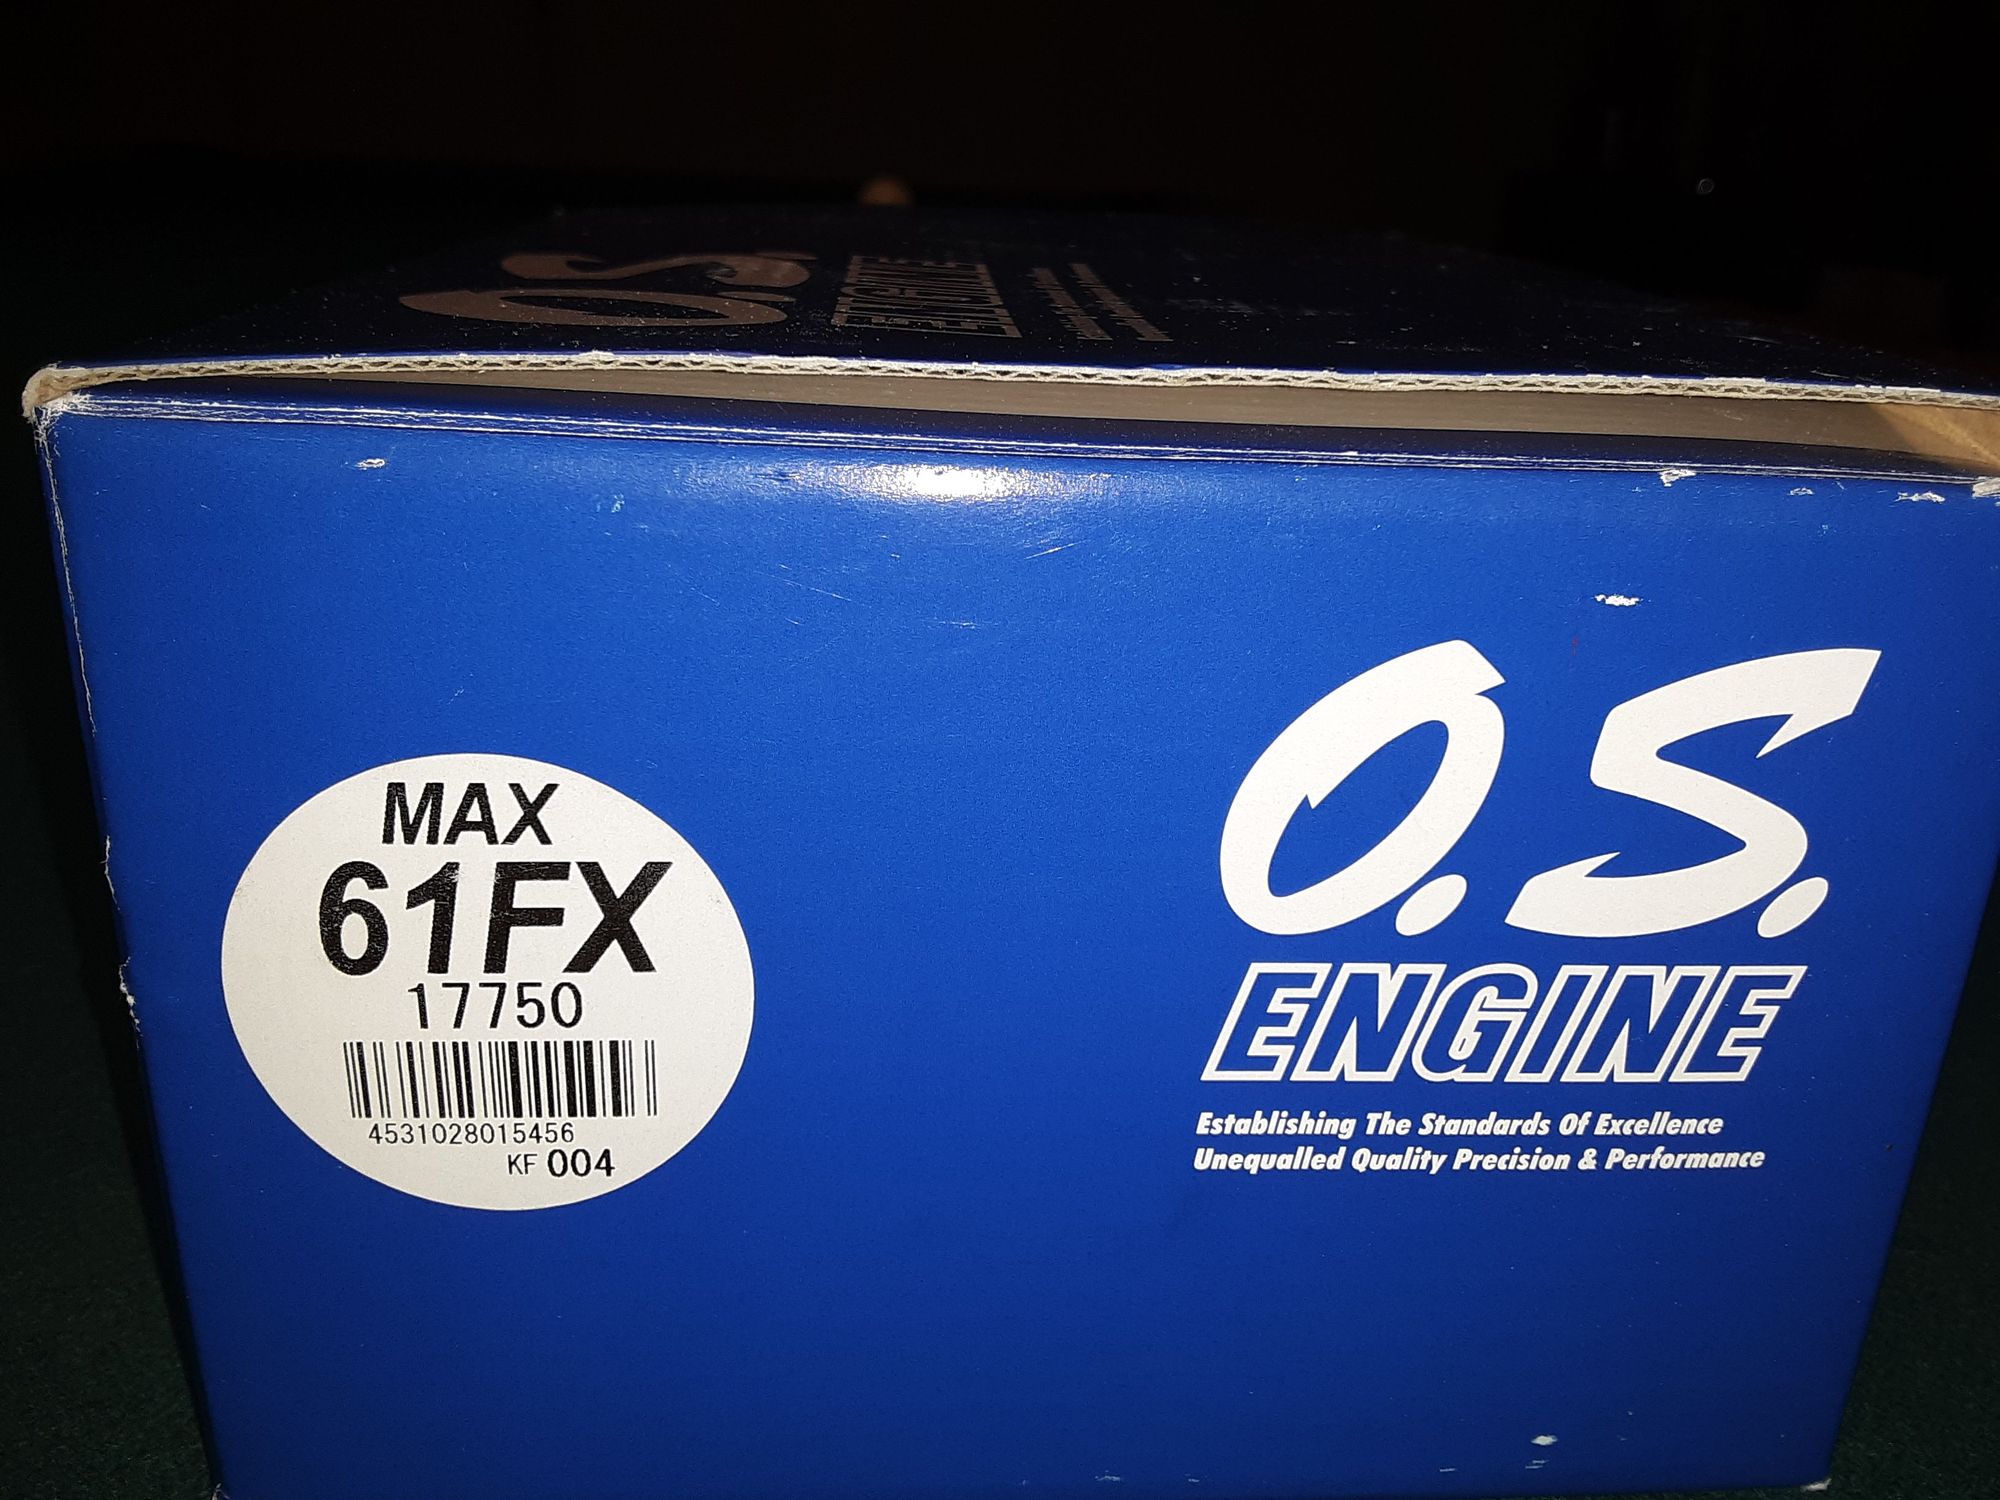 O.S.
ENGINE
MAX
61FX
17750
4531028015456
KF 004
O.S.
ENGINE
Establishing The Standards Of Excellence
Unequalled Quality Precision & Performance